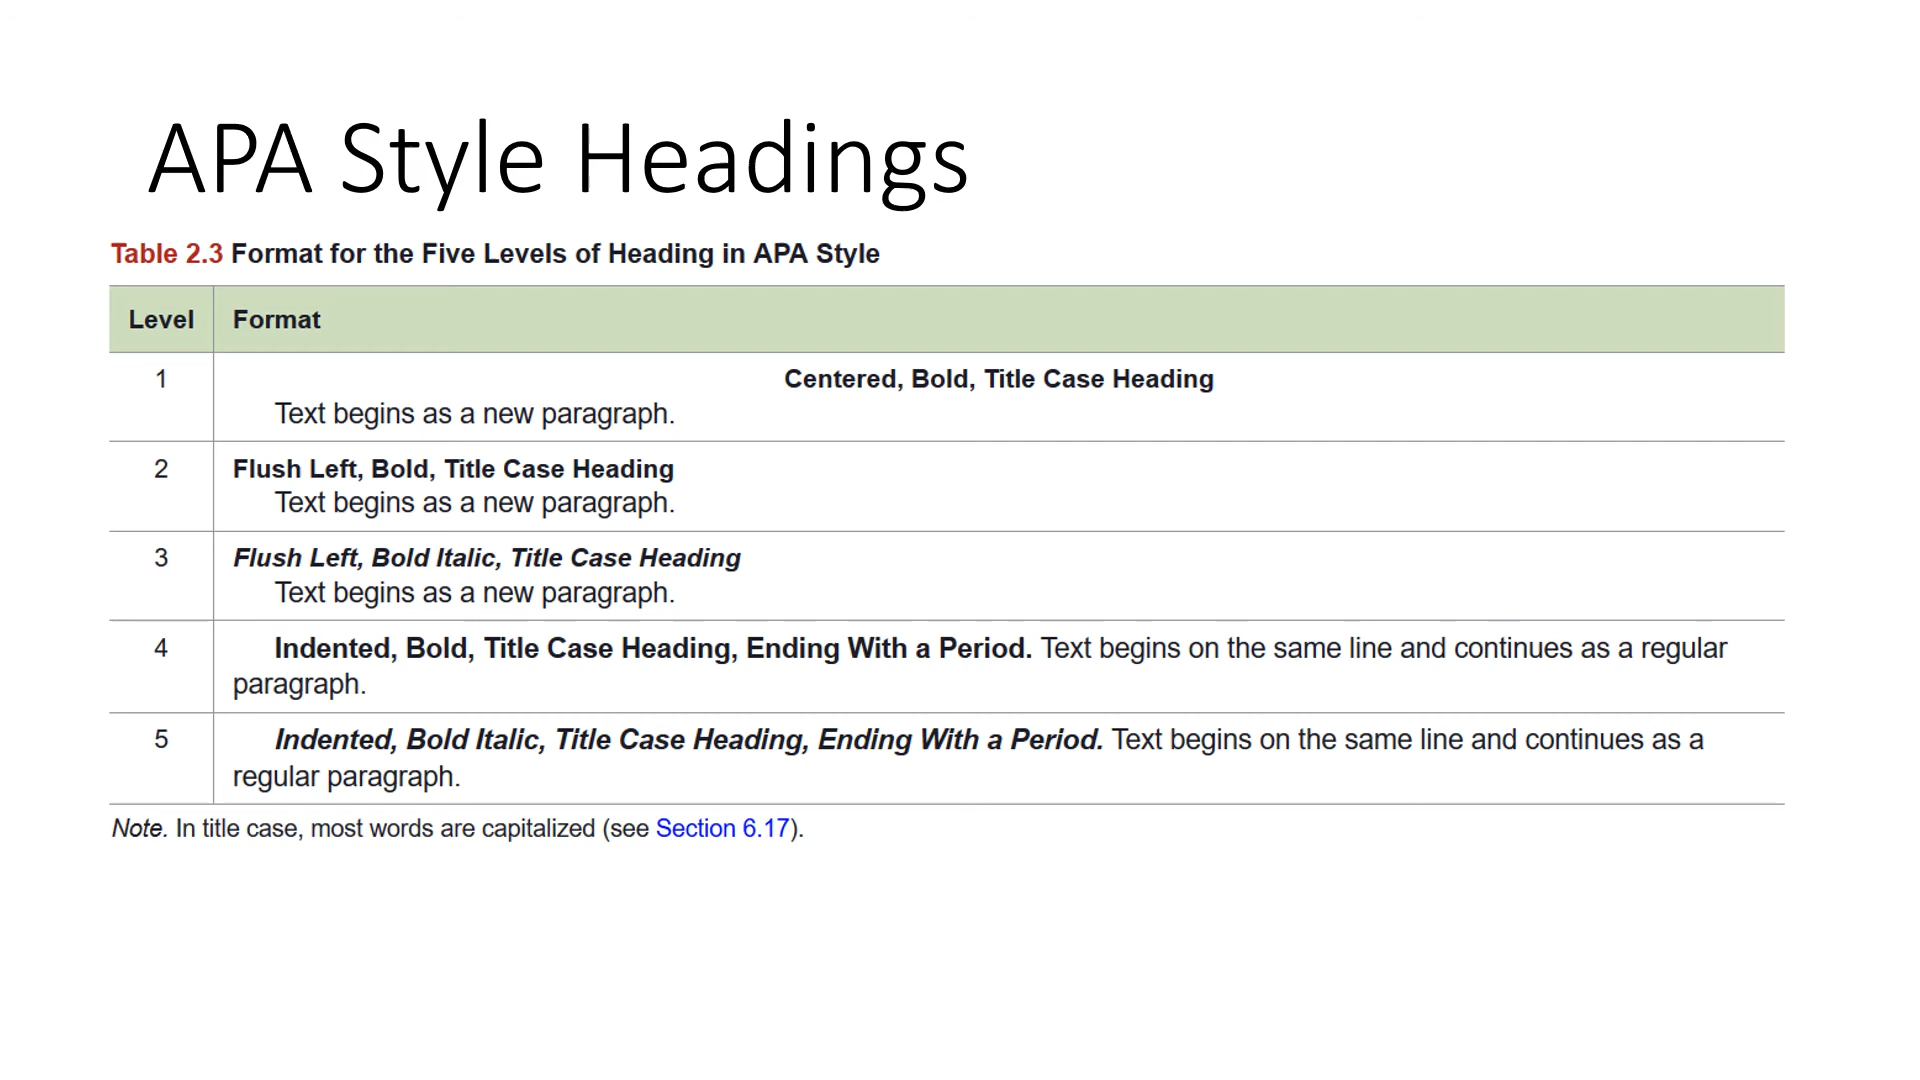 APA Style Headings
Table 2.3 Format for the Five Levels of Heading in APA Style
Level Format
1 Centered, Bold, Title Case Heading
Text begins as a new paragraph.
2 Flush Left, Bold, Title Case Heading
Text begins as a new paragraph.
3 Flush Left, Bold Italic, Title Case Heading
Text begins as a new paragraph.
4 Indented, Bold, Title Case Heading, Ending With a Period. Text begins on the same line and continues as a regular
paragraph.
5 Indented, Bold Italic, Title Case Heading, Ending With a Period. Text begins on the same line and continues as a
regular paragraph.
Note. In title case, most words are capitalized (see Section 6.17).